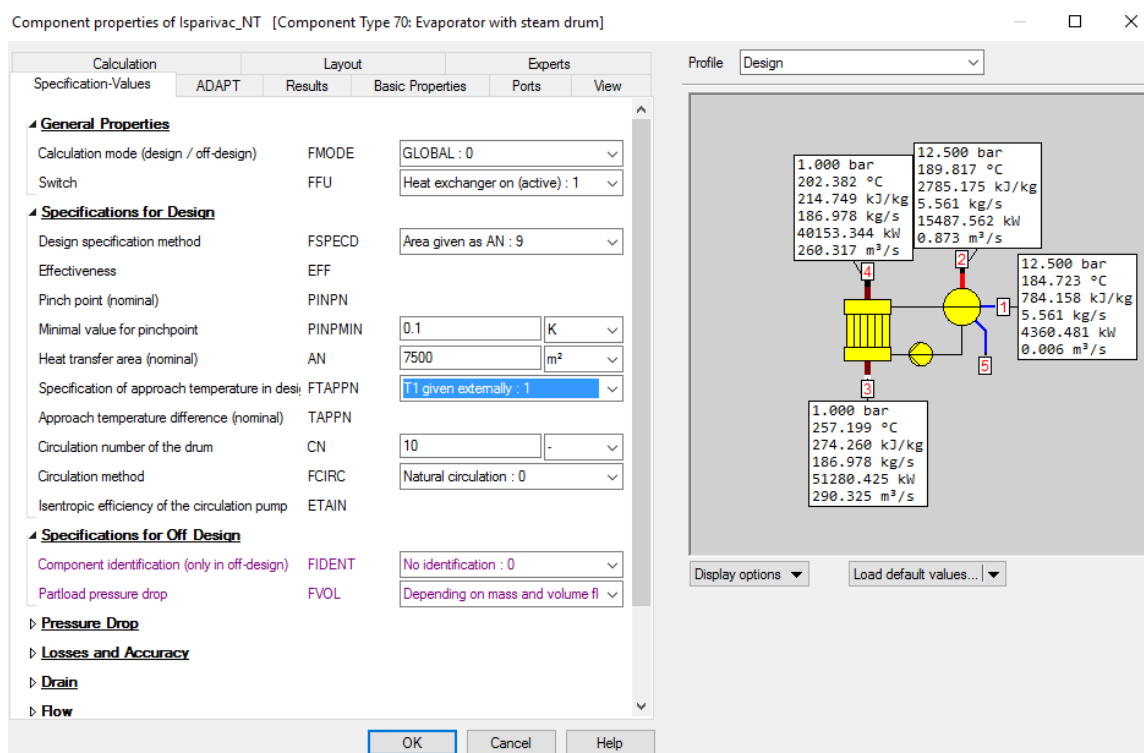 Component properties of Isparivac_NT [Component Type 70: Evaporator with steam drum]
Calculation Layout Experts
Specification-Values ADAPT Results Basic Properties Ports View
General Properties
Calculation mode (design / off-design) FMODE GLOBAL : 0
Switch FFU Heat exchanger on (active) : 1
Specifications for Design
Design specification method FSPECD Area given as AN : 9
Effectiveness EFF
Pinch point (nominal) PINPN
Minimal value for pinchpoint PINPMIN 0.1 K
Heat transfer area (nominal) AN 7500 m²
Specification of approach temperature in desi FTAPPN T1 given externally : 1
Approach temperature difference (nominal) TAPPN
Circulation number of the drum CN 10 -
Circulation method FCIRC Natural circulation : 0
Isentropic efficiency of the circulation pump ETAIN
Specifications for Off Design
Component identification (only in off-design) FIDENT No identification : 0
Partload pressure drop FVOL Depending on mass and volume fl
Pressure Drop
Losses and Accuracy
Drain
Flow
OK Cancel Help
Profile Design
1.000 bar
202.382 °C
214.749 kJ/kg
186.978 kg/s
40153.344 kW
260.317 m³/s
12.500 bar
189.817 °C
2785.175 kJ/kg
5.561 kg/s
15487.562 kW
0.873 m³/s
4
2
12.500 bar
184.723 °C
784.158 kJ/kg
5.561 kg/s
4360.481 kW
0.006 m³/s
1
5
3
1.000 bar
257.199 °C
274.260 kJ/kg
186.978 kg/s
51280.425 kW
290.325 m³/s
Display options Load default values...